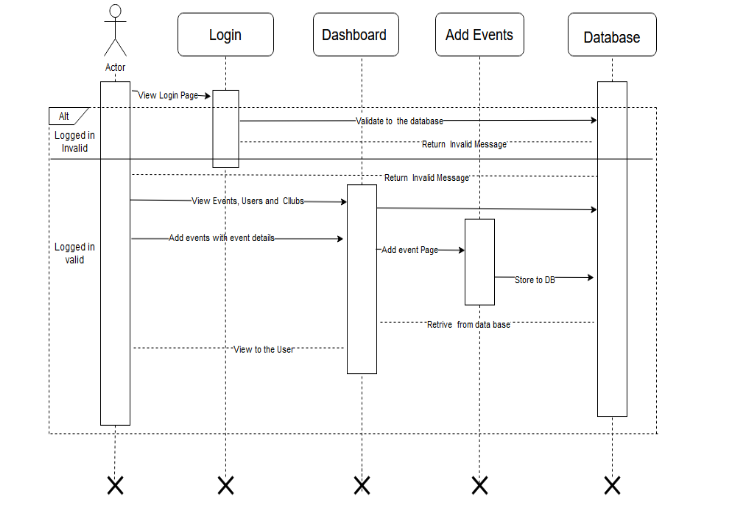 Login
Dashboard
Add Events
Database
Actor
View Login Page
Alt
Validate to the database
Logged in
Invalid
Return Invalid Message
Return Invalid Message
View Events, Users and Cllubs
Add events with event details
Logged in
valid
Add event Page
Store to DB
Retrive from data base
View to the User